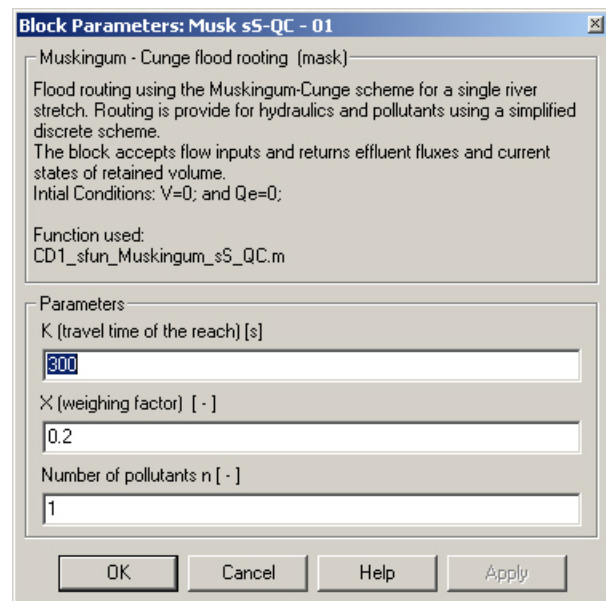 Block Parameters: Musk sS-QC - 01
Muskingum - Cunge flood rooting (mask)
Flood routing using the Muskingum-Cunge scheme for a single river
stretch. Routing is provide for hydraulics and pollutants using a simplified
discrete scheme.
The block accepts flow inputs and returns effluent fluxes and current
states of retained volume.
Intial Conditions: V=0; and Qe=0;
Function used:
CD1_sfun_Muskingum_sS_QC.m
Parameters
K (travel time of the reach) [s]
300
X (weighing factor) [ - ]
0.2
Number of pollutants n [ - ]
1
OK Cancel Help Apply